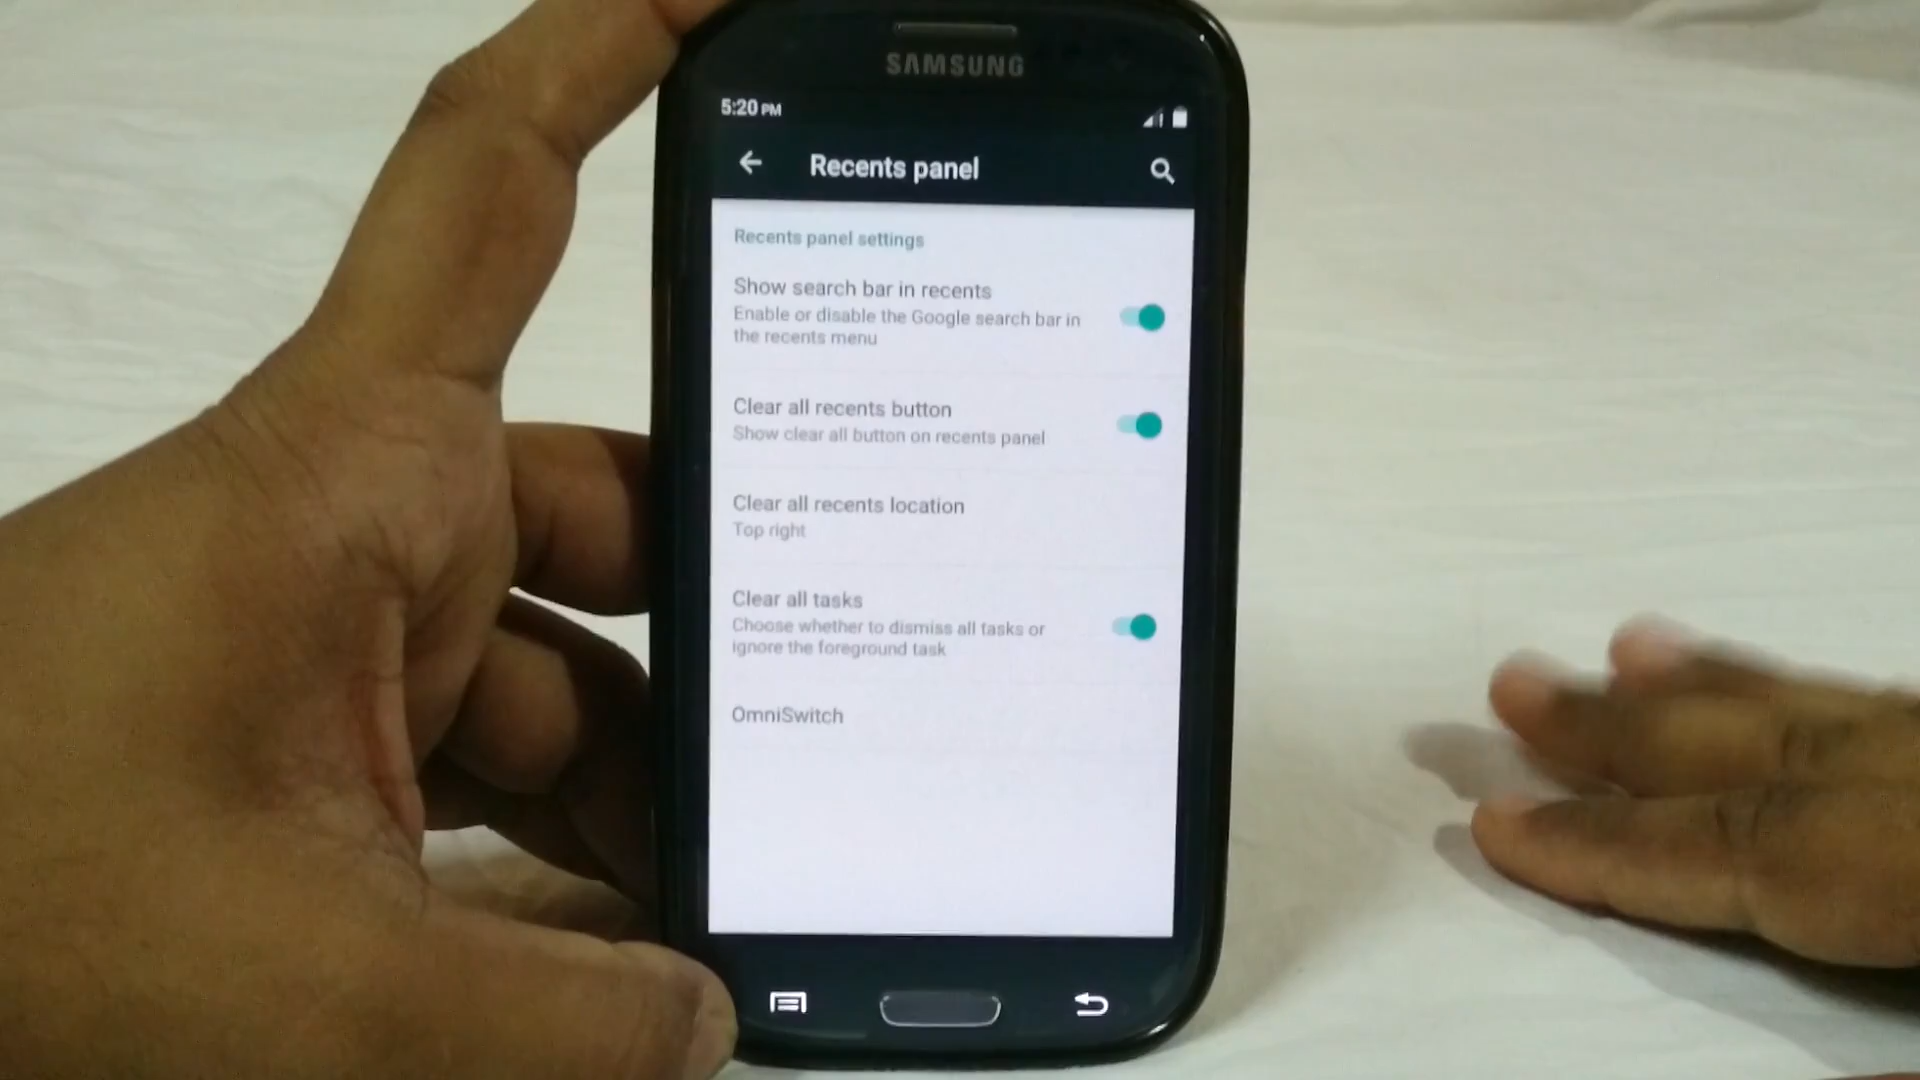 SAMSUNG
5:20 PM
Recents panel
Recents panel settings
Show search bar in recents
Enable or disable the Google search bar in
the recents menu
Clear all recents button
Show clear all button on recents panel
Clear all recents location
Top right
Clear all tasks
Choose whether to dismiss all tasks or
ignore the foreground task
OmniSwitch